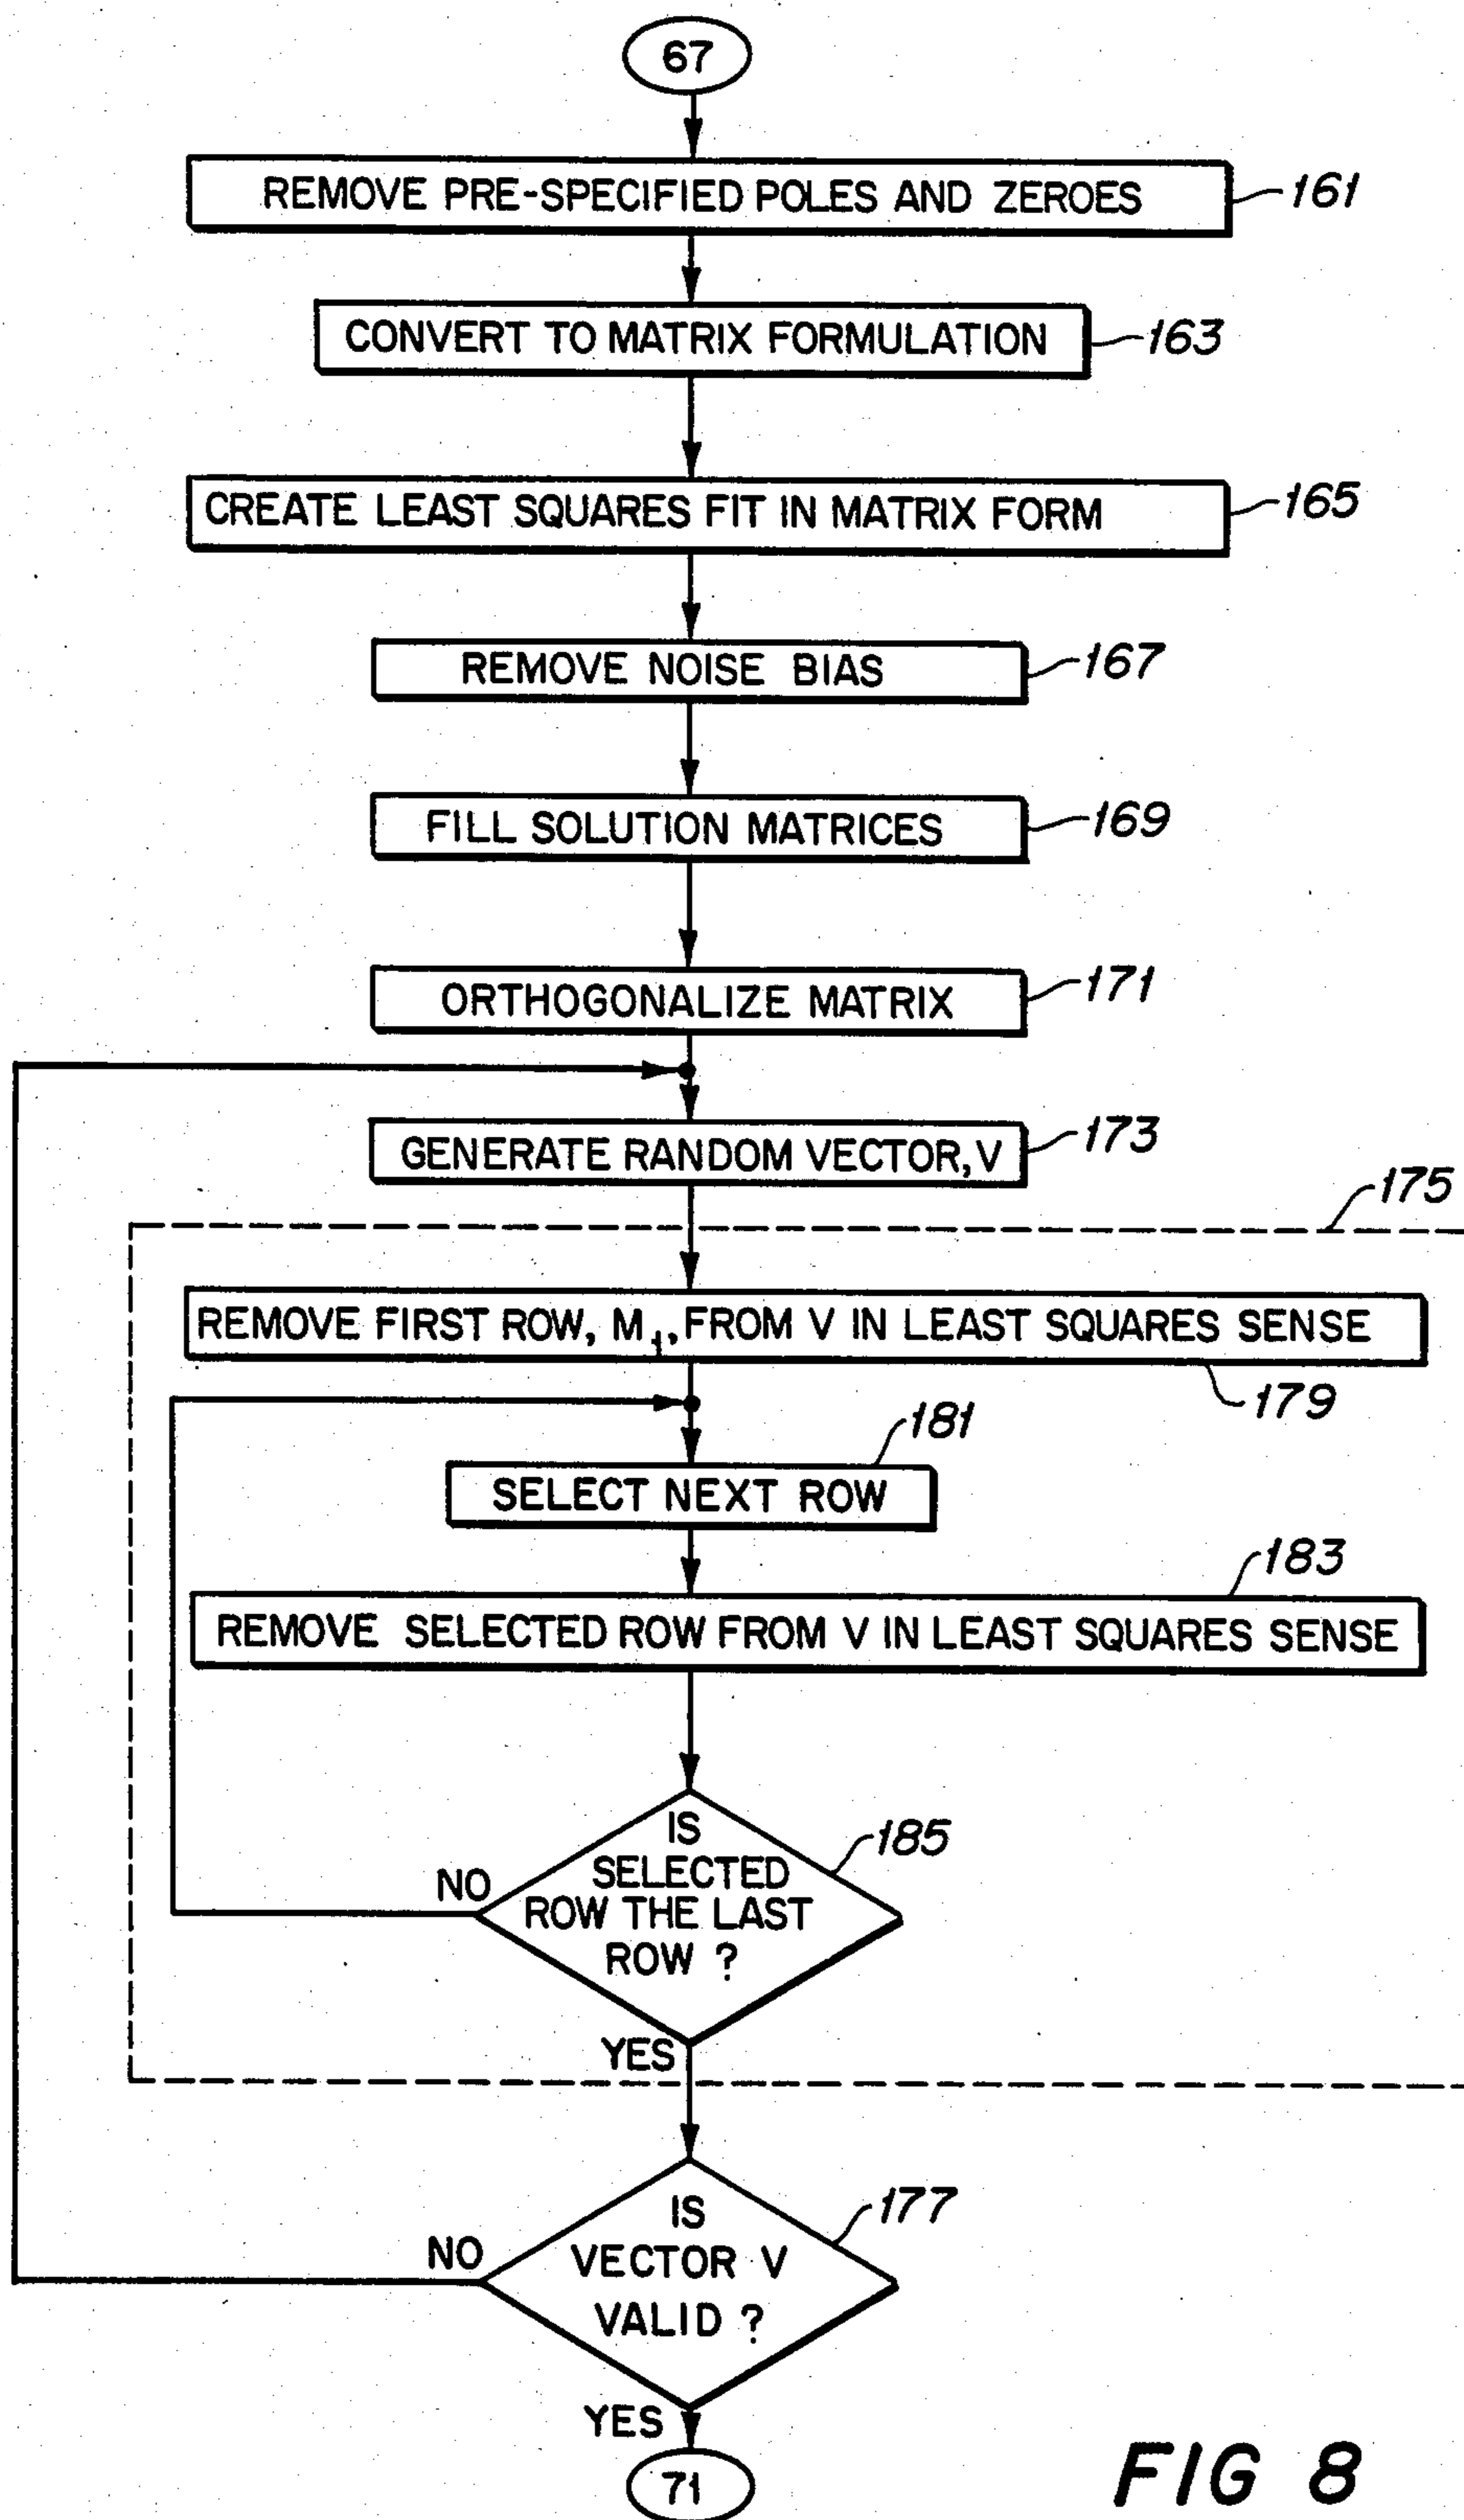 67
REMOVE PRE-SPECIFIED POLES AND ZEROES
161
CONVERT TO MATRIX FORMULATION
163
CREATE LEAST SQUARES FIT IN MATRIX FORM
165
REMOVE NOISE BIAS
167
FILL SOLUTION MATRICES
169
ORTHOGONALIZE MATRIX
171
GENERATE RANDOM VECTOR, V
173
175
REMOVE FIRST ROW, M₁, FROM V IN LEAST SQUARES SENSE
179
181
SELECT NEXT ROW
183
REMOVE SELECTED ROW FROM V IN LEAST SQUARES SENSE
185
IS
SELECTED
ROW THE LAST
ROW ?
NO
YES
177
IS
VECTOR V
VALID ?
NO
YES
71
FIG 8